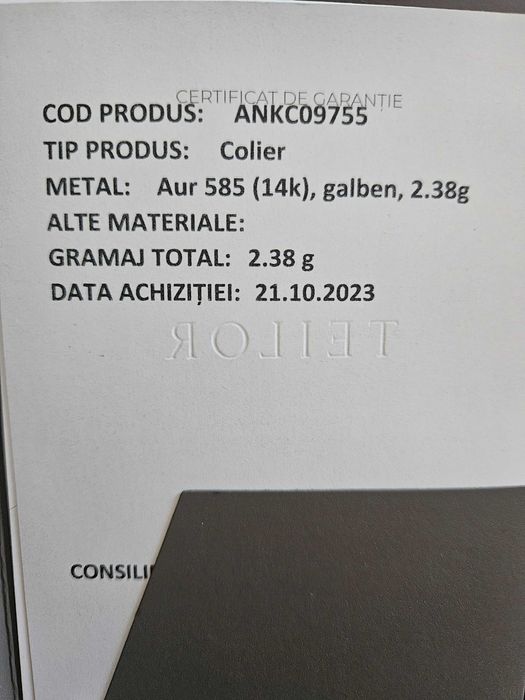 CERTIFICAT DE GARANȚIE
COD PRODUS: ANKC09755
TIP PRODUS: Colier
METAL: Aur 585 (14k), galben, 2.38g
ALTE MATERIALE:
GRAMAJ TOTAL: 2.38 g
DATA ACHIZIȚIEI: 21.10.2023
TEILOR